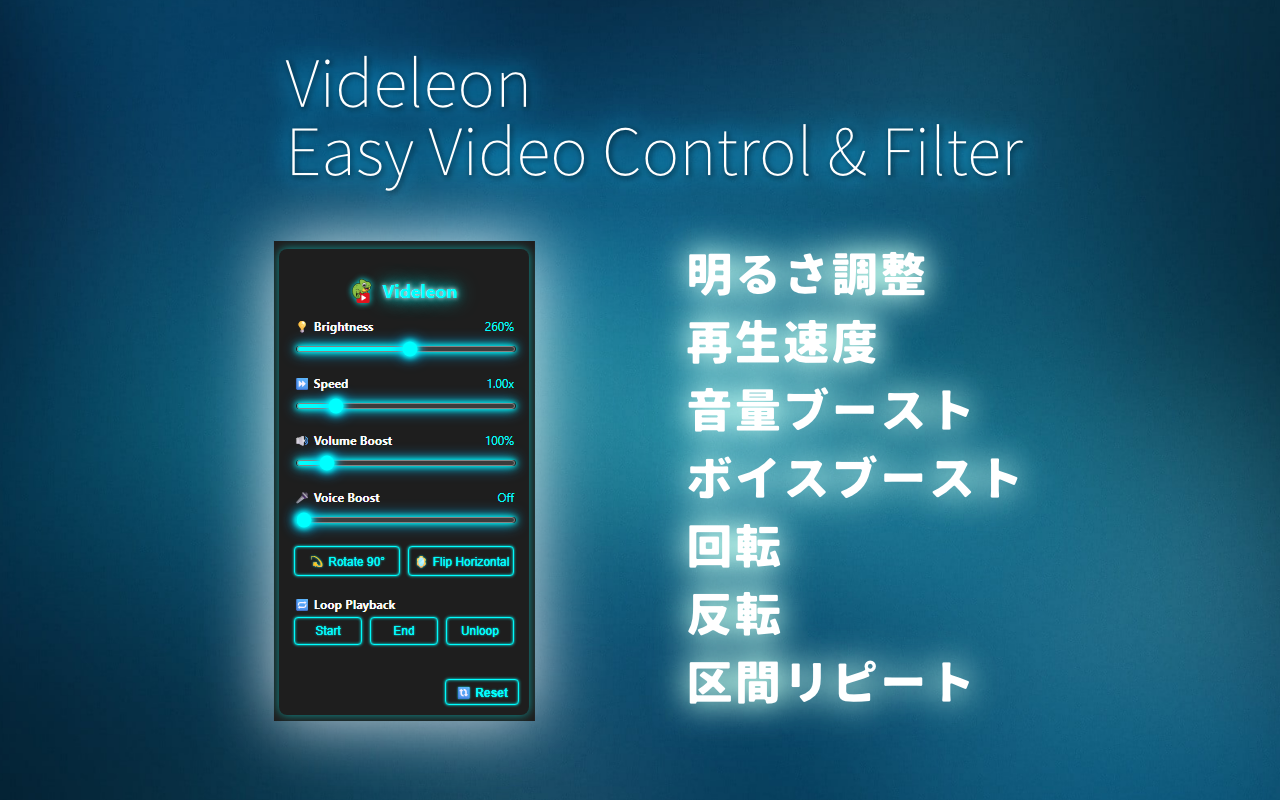 Videleon
Easy Video Control & Filter
Videleon
Brightness 260%
Speed 1.00x
Volume Boost 100%
Voice Boost Off
Rotate 90° Flip Horizontal
Loop Playback
Start End Unloop
Reset
明るさ調整
再生速度
音量ブースト
ボイスブースト
回転
反転
区間リピート